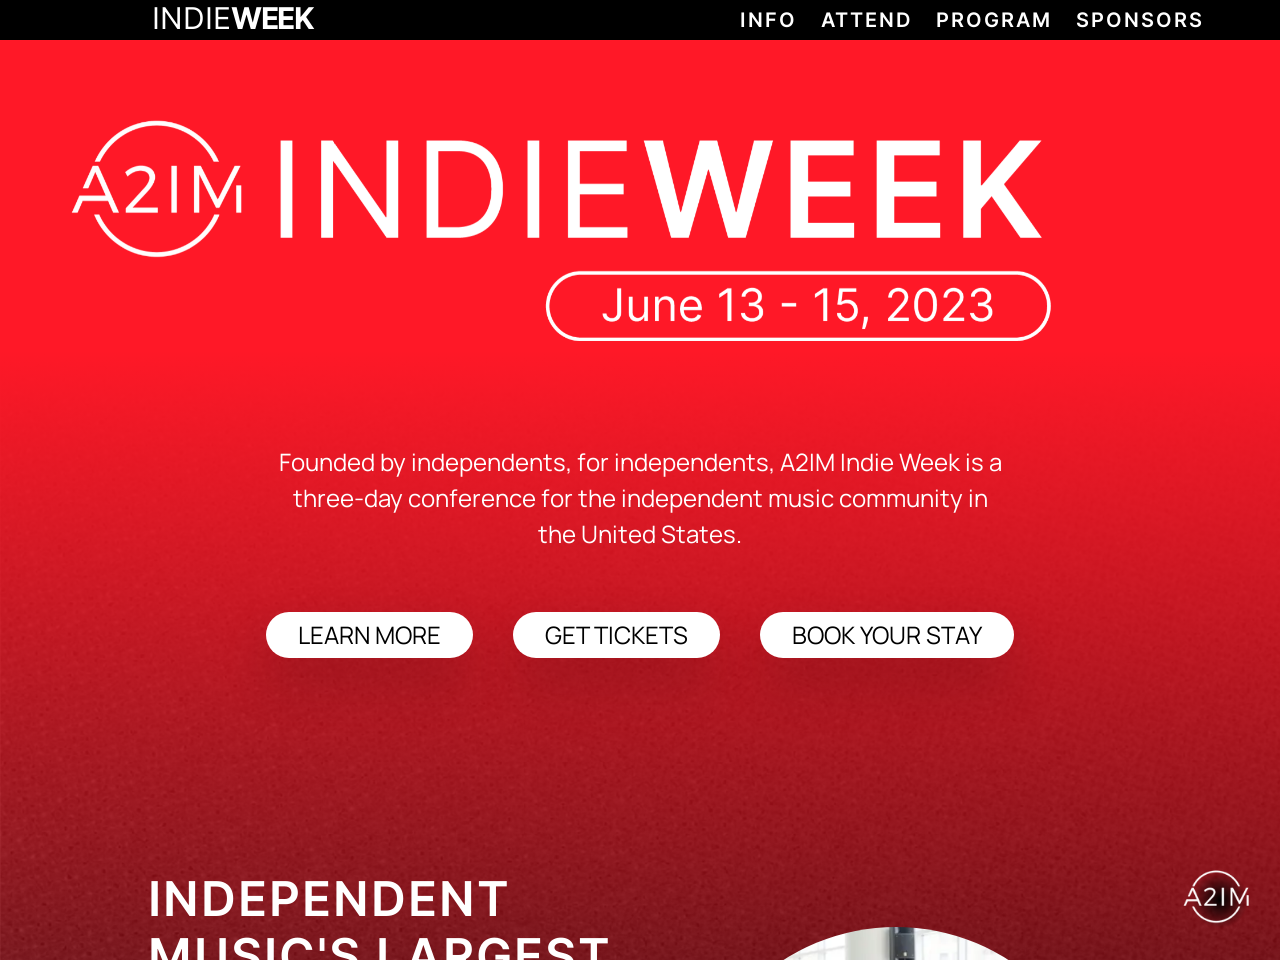 INDIEWEEK
INFO ATTEND PROGRAM SPONSORS
A2IM INDIEWEEK
June 13 - 15, 2023
Founded by independents, for independents, A2IM Indie Week is a
three-day conference for the independent music community in
the United States.
LEARN MORE GET TICKETS BOOK YOUR STAY
INDEPENDENT
MUSIC'S LARGEST
A2IM